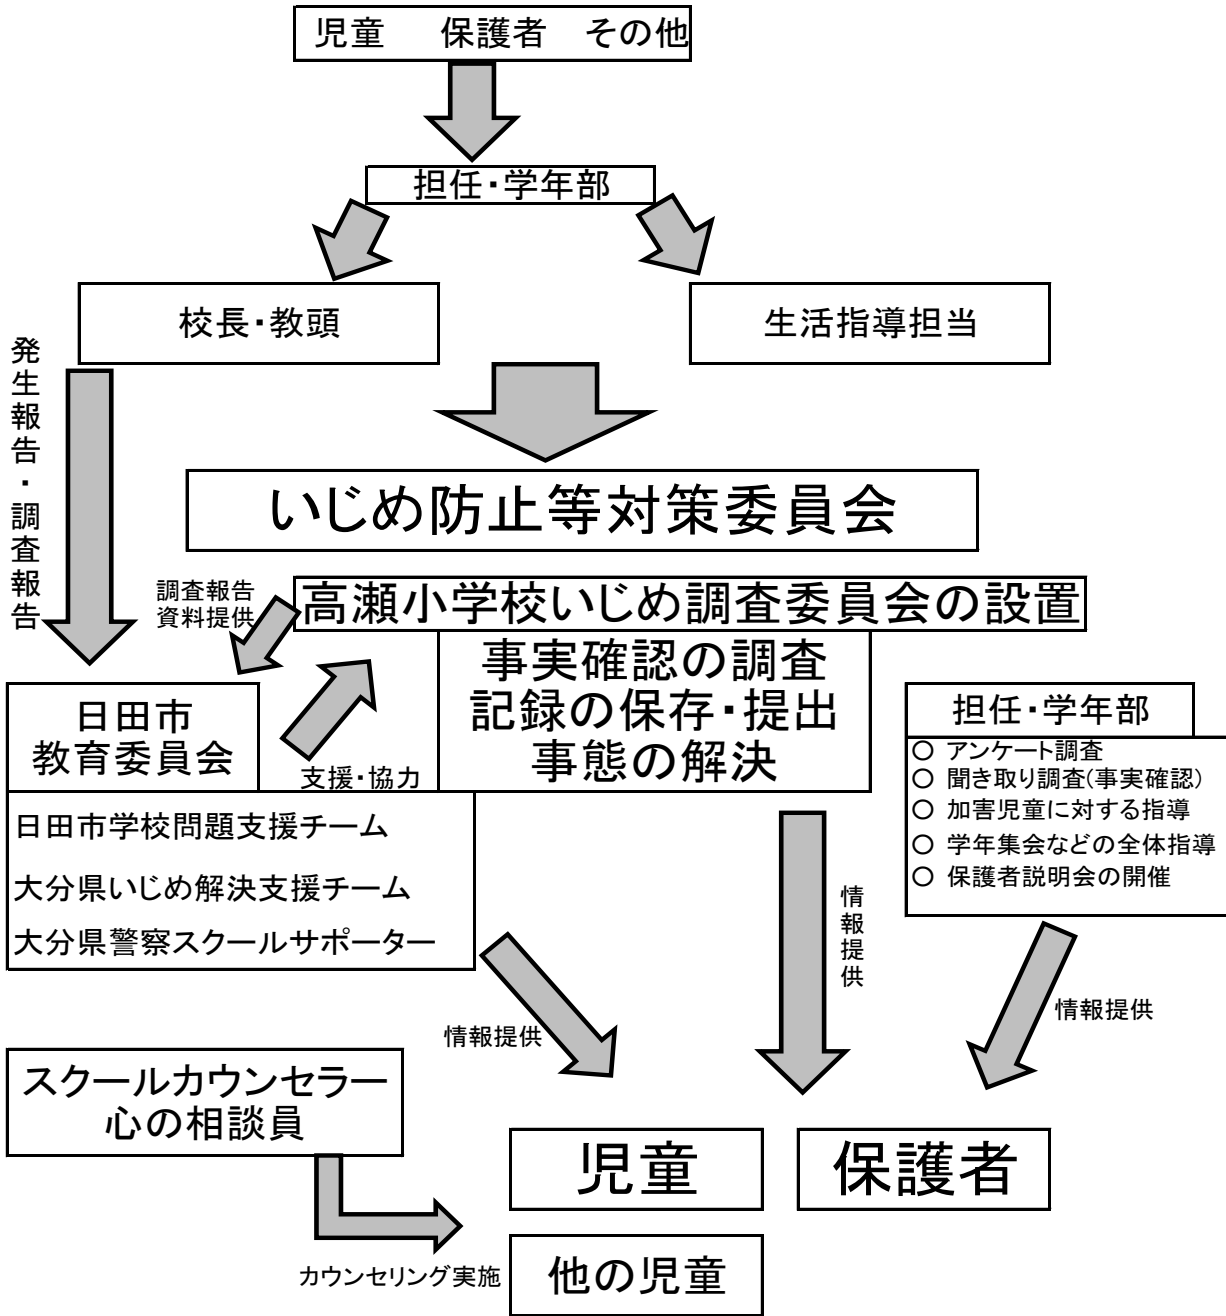 児童　保護者　その他
担任・学年部
校長・教頭
生活指導担当
発生報告・調査報告
いじめ防止等対策委員会
調査報告
資料提供
高瀬小学校いじめ調査委員会の設置
事実確認の調査
記録の保存・提出
事態の解決
日田市
教育委員会
支援・協力
日田市学校問題支援チーム
大分県いじめ解決支援チーム
大分県警察スクールサポーター
担任・学年部
○ アンケート調査
○ 聞き取り調査(事実確認)
○ 加害児童に対する指導
○ 学年集会などの全体指導
○ 保護者説明会の開催
情報提供
情報提供
情報提供
スクールカウンセラー
心の相談員
児童
保護者
カウンセリング実施
他の児童